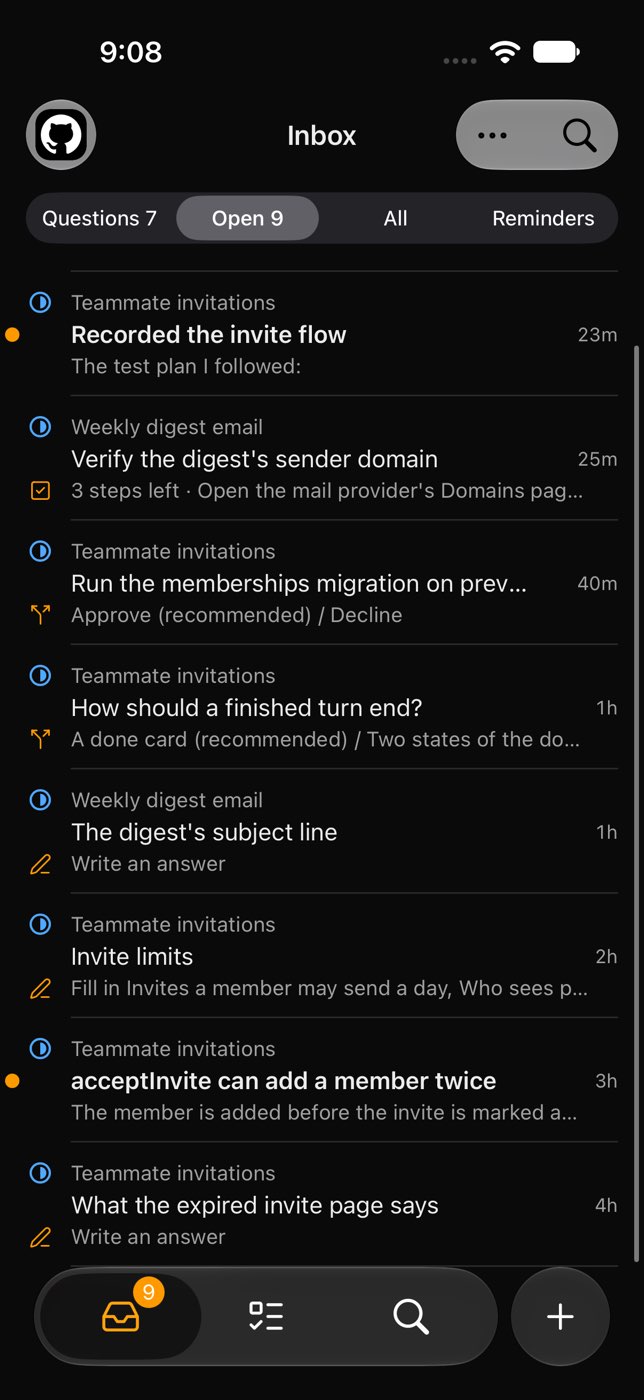 9:08
Inbox
Questions 7
Open 9
All
Reminders
Teammate invitations
Recorded the invite flow
23m
The test plan I followed:
Weekly digest email
Verify the digest's sender domain
25m
3 steps left · Open the mail provider's Domains pag...
Teammate invitations
Run the memberships migration on prev...
40m
Approve (recommended) / Decline
Teammate invitations
How should a finished turn end?
1h
A done card (recommended) / Two states of the do...
Weekly digest email
The digest's subject line
1h
Write an answer
Teammate invitations
Invite limits
2h
Fill in Invites a member may send a day, Who sees p...
Teammate invitations
acceptInvite can add a member twice
3h
The member is added before the invite is marked a...
Teammate invitations
What the expired invite page says
4h
Write an answer
9